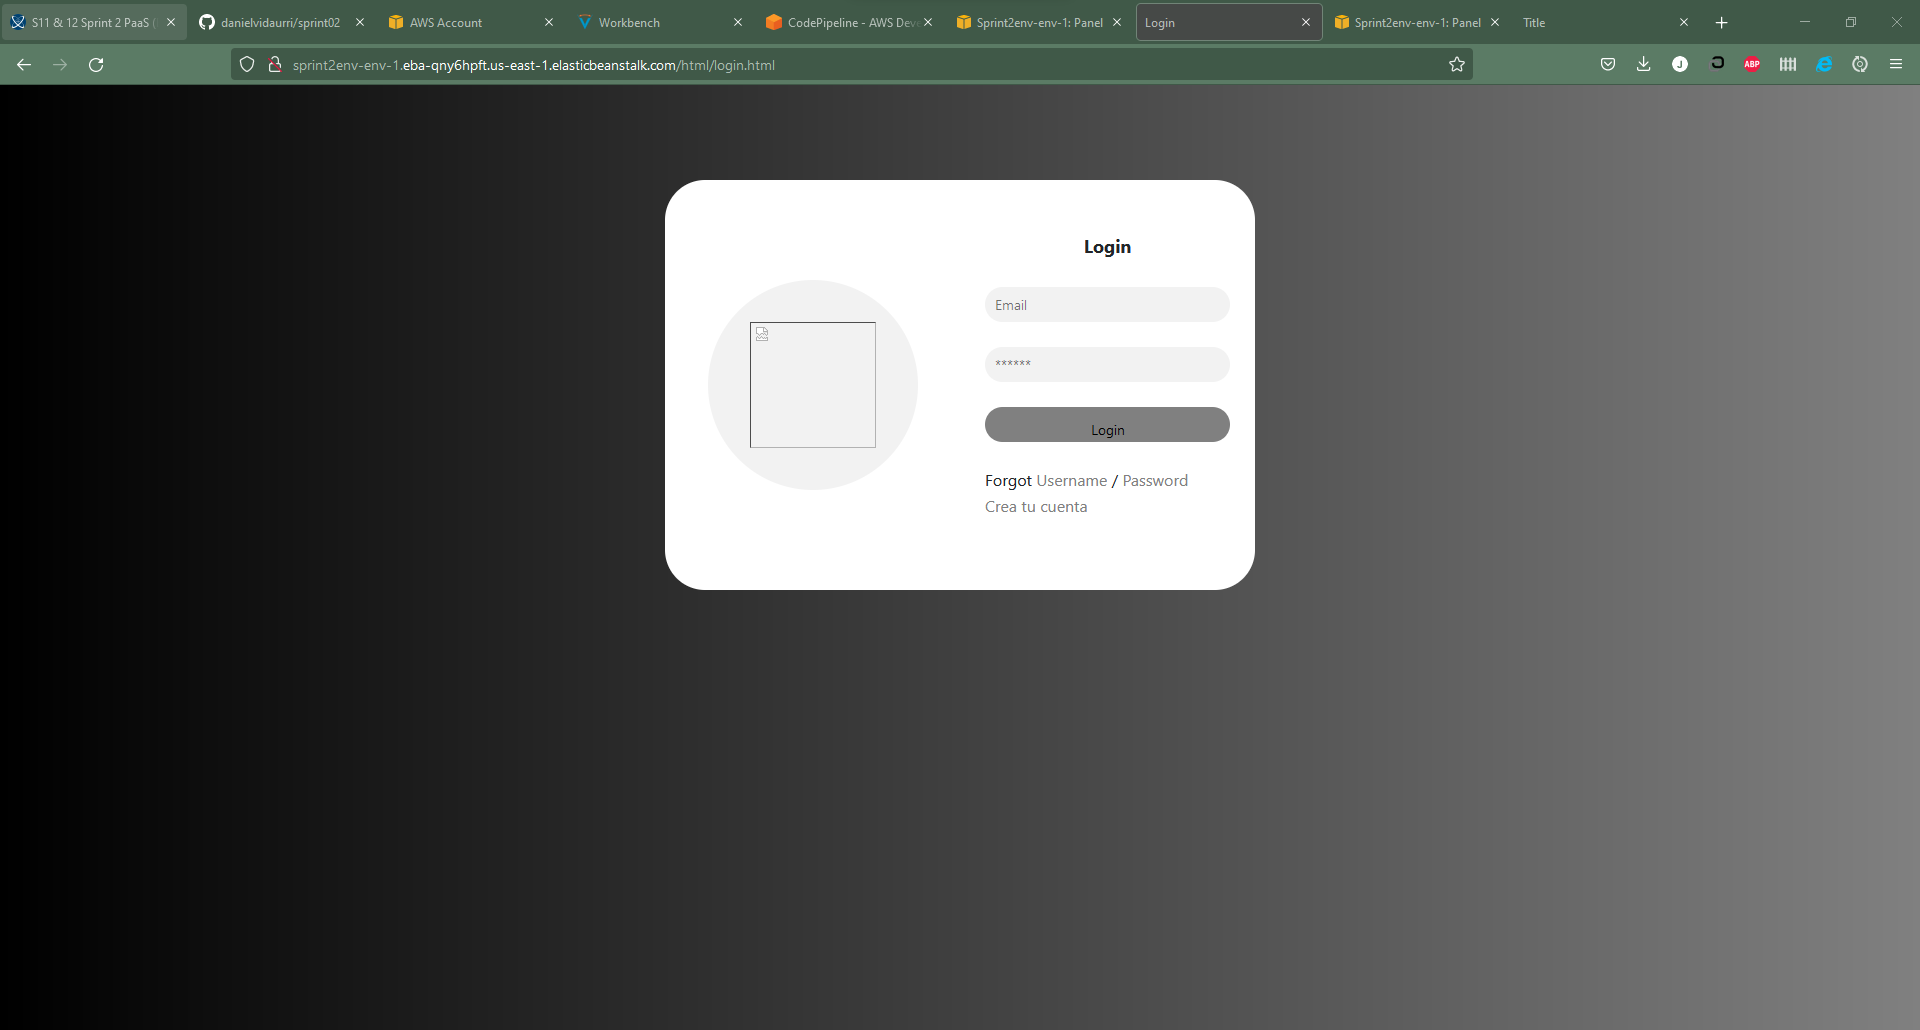 S11 & 12 Sprint 2 PaaS (
danielvidaurri/sprint02
AWS Account
Workbench
CodePipeline - AWS Deve
Sprint2env-env-1: Panel
Login
Sprint2env-env-1: Panel
Title
sprint2env-env-1.eba-qny6hpft.us-east-1.elasticbeanstalk.com/html/login.html
J
ABP
Login
Email
******
Login
Forgot Username / Password
Crea tu cuenta